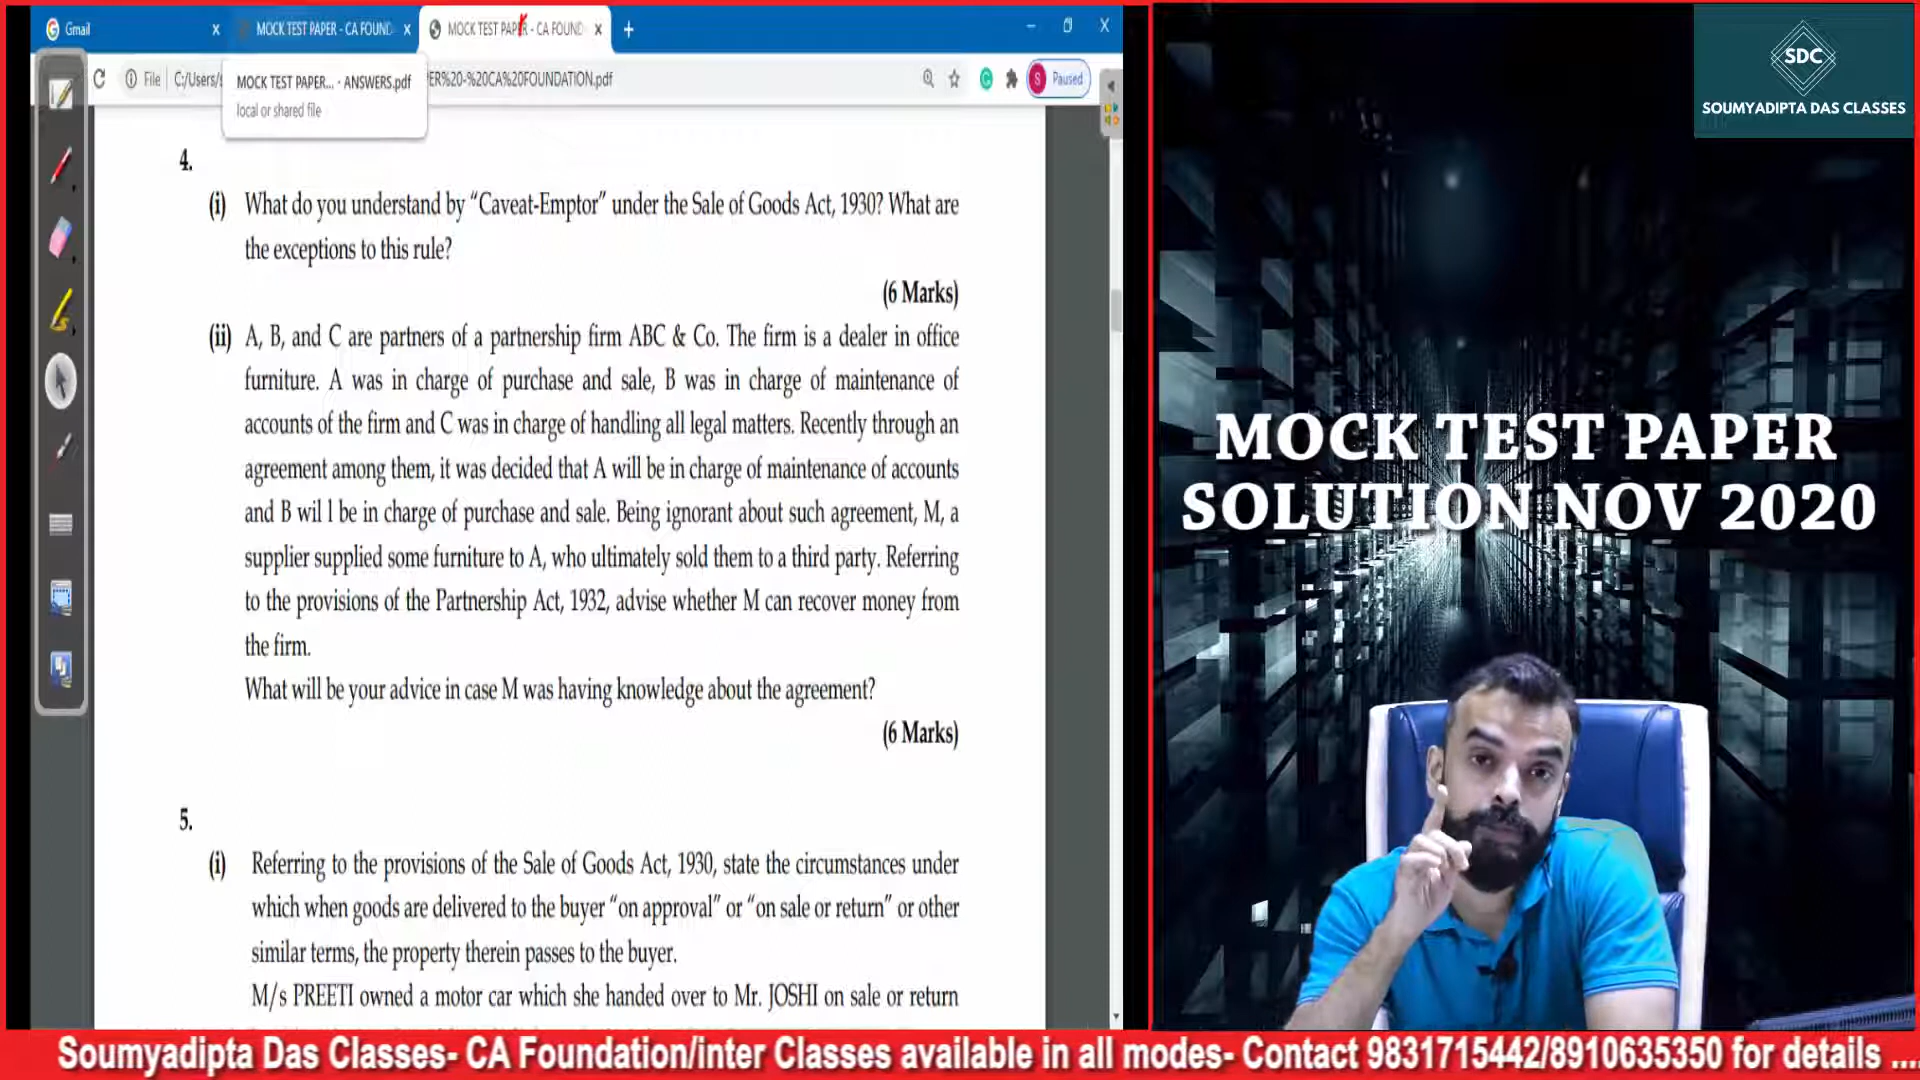 Gmail
MOCK TEST PAPER - CA FOUND
MOCK TEST PAPER - CA FOUND
File
C:/Users/s
ER%20-%20CA%20FOUNDATION.pdf
S
Paused
MOCK TEST PAPER... - ANSWERS.pdf
local or shared file
4.
(i) What do you understand by “Caveat-Emptor” under the Sale of Goods Act, 1930? What are
the exceptions to this rule?
(6 Marks)
(ii) A, B, and C are partners of a partnership firm ABC & Co. The firm is a dealer in office
furniture. A was in charge of purchase and sale, B was in charge of maintenance of
accounts of the firm and C was in charge of handling all legal matters. Recently through an
agreement among them, it was decided that A will be in charge of maintenance of accounts
and B wil l be in charge of purchase and sale. Being ignorant about such agreement, M, a
supplier supplied some furniture to A, who ultimately sold them to a third party. Referring
to the provisions of the Partnership Act, 1932, advise whether M can recover money from
the firm.
What will be your advice in case M was having knowledge about the agreement?
(6 Marks)
5.
(i) Referring to the provisions of the Sale of Goods Act, 1930, state the circumstances under
which when goods are delivered to the buyer “on approval” or “on sale or return” or other
similar terms, the property therein passes to the buyer.
M/s PREETI owned a motor car which she handed over to Mr. JOSHI on sale or return
SDC
SOUMYADIPTA DAS CLASSES
MOCK TEST PAPER
SOLUTION NOV 2020
Soumyadipta Das Classes- CA Foundation/inter Classes available in all modes- Contact 9831715442/8910635350 for details ....